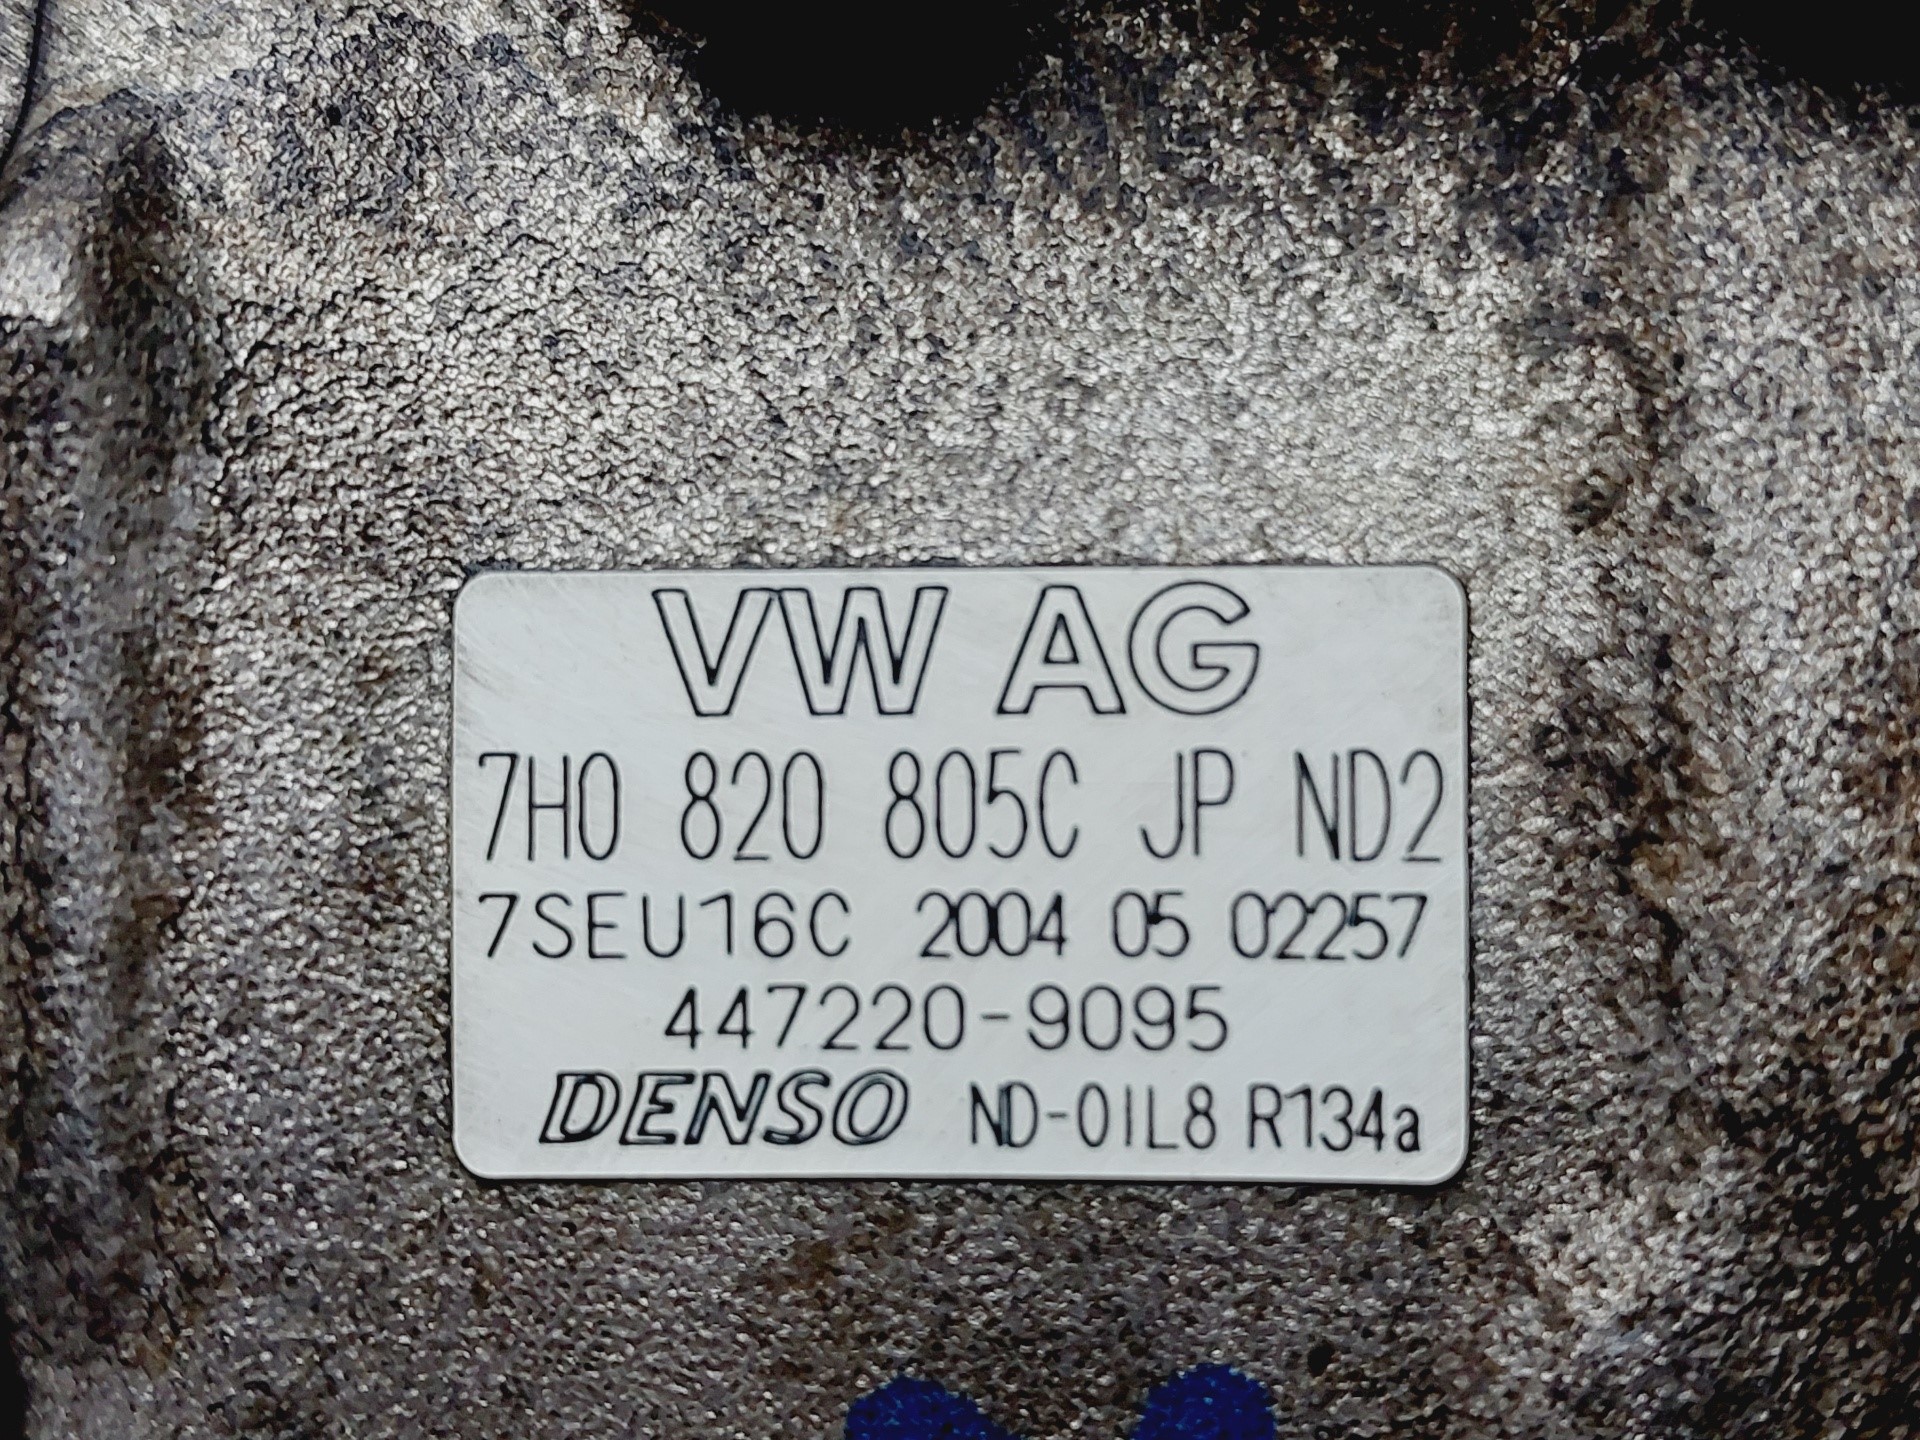 VW AG
7H0 820 805C JP ND2
7SEU16C 2004 05 02257
447220-9095
DENSO ND-OIL8 R134a